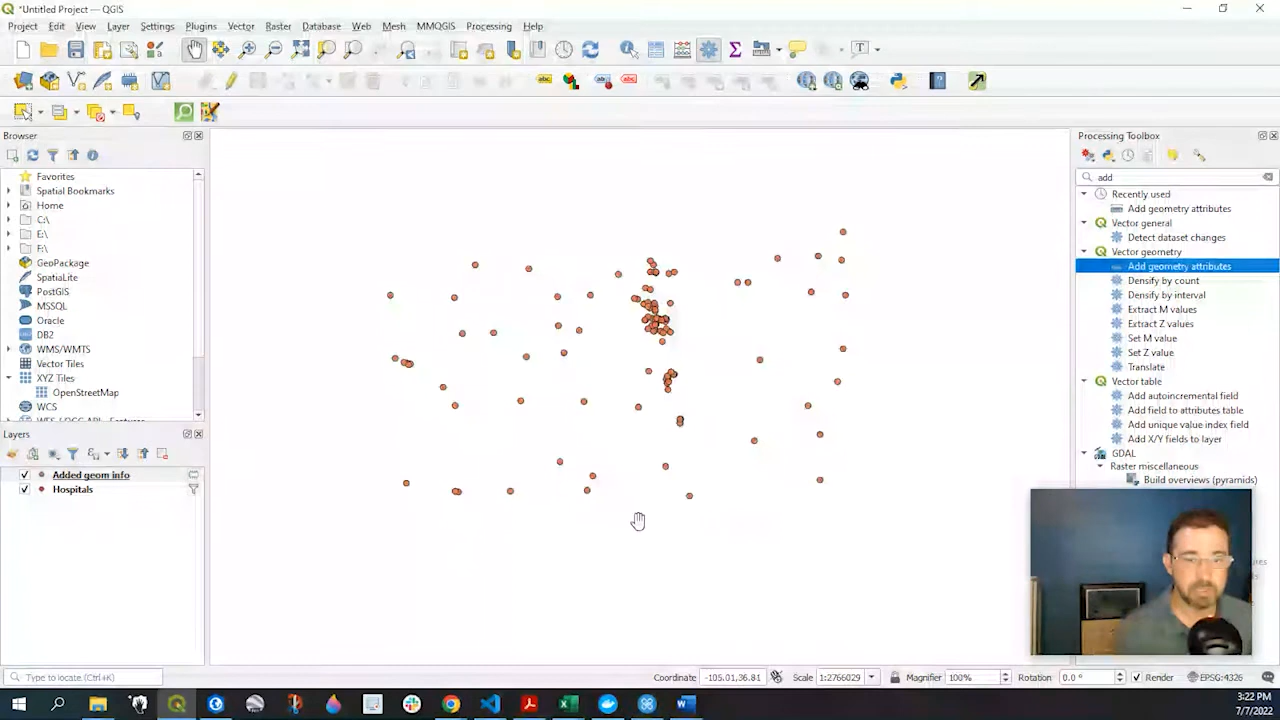 *Untitled Project — QGIS
Project Edit View Layer Settings Plugins Vector Raster Database Web Mesh MMQGIS Processing Help
Browser
Favorites
Spatial Bookmarks
Home
C:\
E:\
F:\
GeoPackage
SpatiaLite
PostGIS
MSSQL
Oracle
DB2
WMS/WMTS
Vector Tiles
XYZ Tiles
OpenStreetMap
WCS
Layers
Added geom info
Hospitals
Processing Toolbox
add
Recently used
Add geometry attributes
Vector general
Detect dataset changes
Vector geometry
Add geometry attributes
Densify by count
Densify by interval
Extract M values
Extract Z values
Set M value
Set Z value
Translate
Vector table
Add autoincremental field
Add field to attributes table
Add unique value index field
Add X/Y fields to layer
GDAL
Raster miscellaneous
Build overviews (pyramids)
Type to locate (Ctrl+K)
Coordinate -105.01,36.81 Scale 1:2766029 Magnifier 100% Rotation 0.0 ° Render EPSG:4326
3:22 PM
7/7/2022